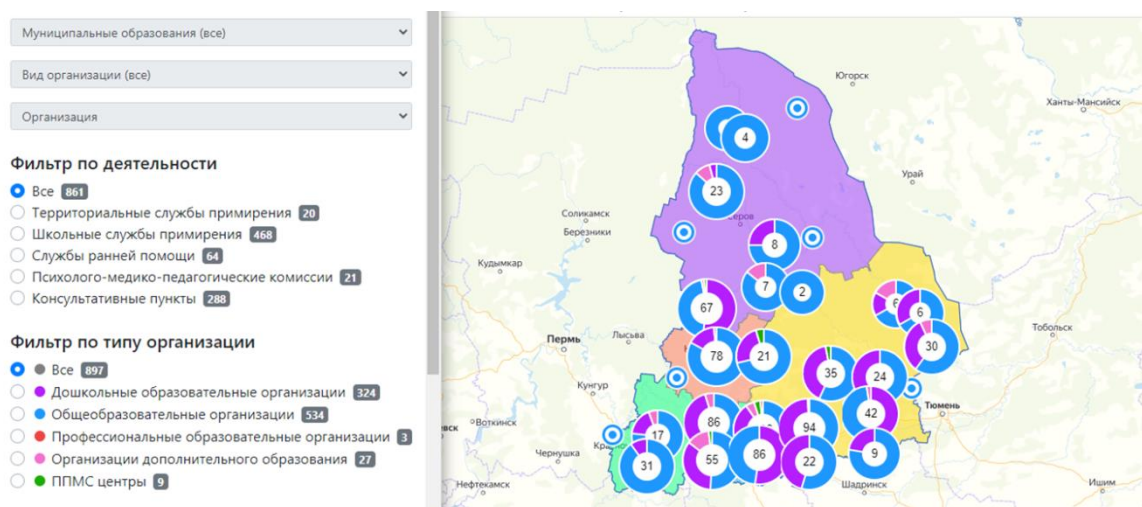 Муниципальные образования (все)
Вид организации (все)
Организация
Фильтр по деятельности
Все 861
Территориальные службы примирения 20
Школьные службы примирения 468
Службы ранней помощи 64
Психолого-медико-педагогические комиссии 21
Консультативные пункты 288
Фильтр по типу организации
Все 897
Дошкольные образовательные организации 324
Общеобразовательные организации 534
Профессиональные образовательные организации 3
Организации дополнительного образования 27
ППМС центры 9
Югорск
Ханты-Мансийск
4
Урай
23
Соликамск
Березники
8
Кудымкар
7
2
67
6
6
Тобольск
Пермь
Лысьва
30
78
21
35
24
Кунгур
Тюмень
42
Воткинск
86
94
17
Чернушка
31
55
86
22
9
Нефтекамск
Шадринск
Ишим